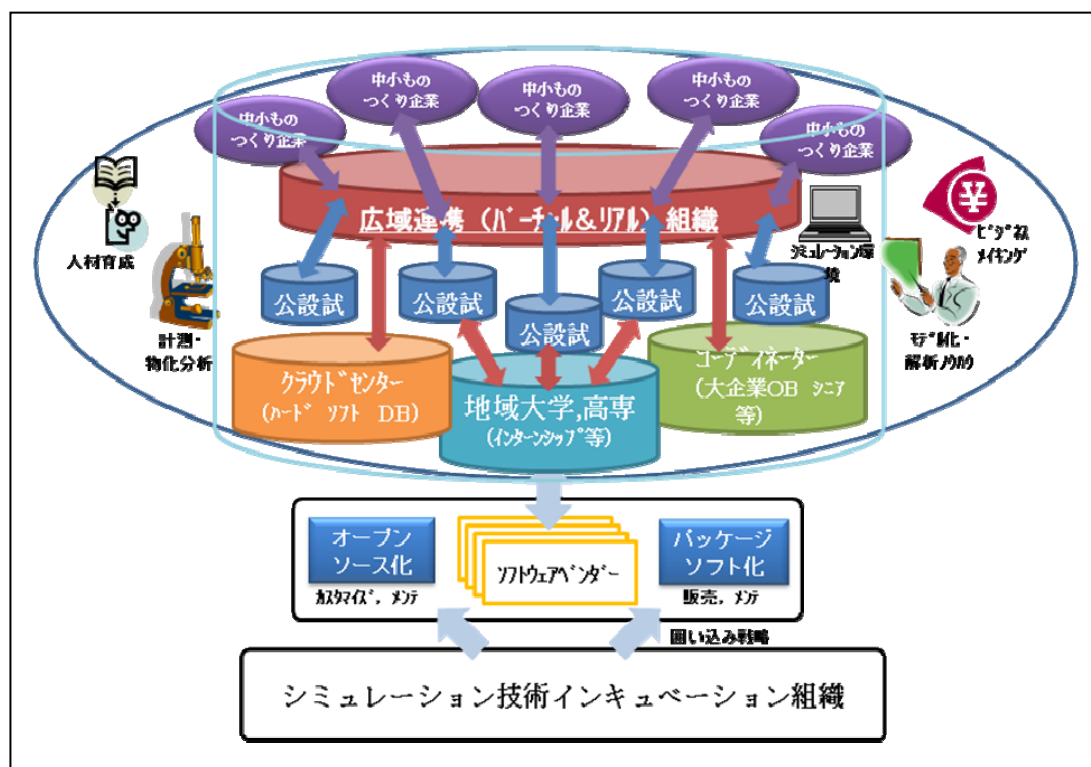 中小もの
つくり企業
中小もの
つくり企業
中小もの
つくり企業
中小もの
つくり企業
中小もの
つくり企業
広域連携（ﾊﾞｰﾁｬﾙ＆ﾘｱﾙ）組織
人材育成
ｼﾐｭﾚｰｼｮﾝ環
境
ﾋﾞｼﾞﾈｽ
ﾒｲｷﾝｸﾞ
公設試
公設試
公設試
公設試
公設試
計測・
物化分析
ﾓﾃﾞﾙ化・
解析ﾉｳﾊｳ
ｸﾗｳﾄﾞｾﾝﾀｰ
(ﾊｰﾄﾞ ｿﾌﾄ DB)
地域大学,高専
(ｲﾝﾀｰﾝｼｯﾌﾟ等)
ｺｰﾃﾞｨﾈｰﾀｰ
(大企業OB ｼﾆｱ
等)
オープン
ソース化
ｶｽﾀﾏｲｽﾞ，ﾒﾝﾃ
ｿﾌﾄｳｪｱﾍﾞﾝﾀﾞｰ
パッケージ
ソフト化
販売，ﾒﾝﾃ
囲い込み戦略
シミュレーション技術インキュベーション組織